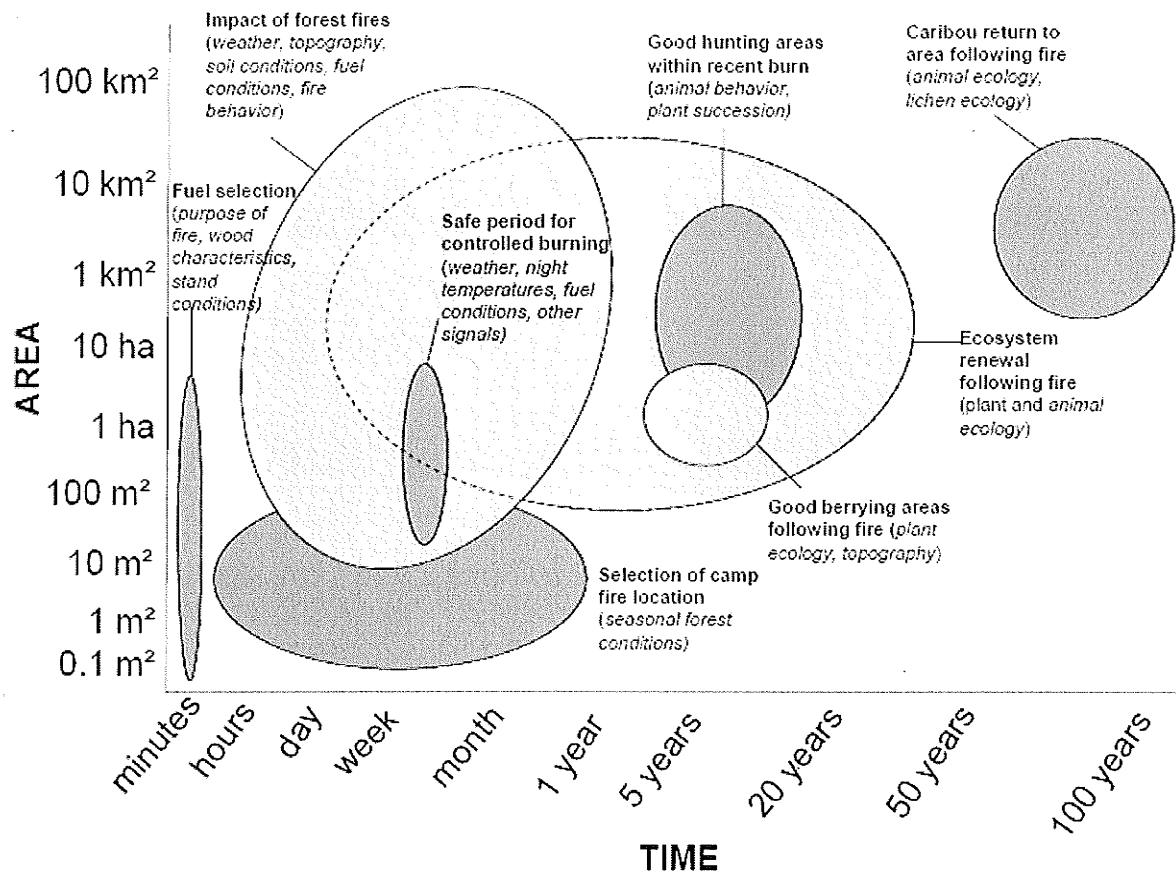 Impact of forest fires
(weather, topography,
soil conditions, fuel
conditions, fire
behavior)
Good hunting areas
within recent burn
(animal behavior,
plant succession)
Caribou return to
area following fire
(animal ecology,
lichen ecology)
Fuel selection
(purpose of
fire, wood
characteristics,
stand
conditions)
Safe period for
controlled burning
(weather, night
temperatures, fuel
conditions, other
signals)
Ecosystem
renewal
following fire
(plant and animal
ecology)
Good berrying areas
following fire (plant
ecology, topography)
Selection of camp
fire location
(seasonal forest
conditions)
AREA
100 km²
10 km²
1 km²
10 ha
1 ha
100 m²
10 m²
1 m²
0.1 m²
minutes
hours
day
week
month
1 year
5 years
20 years
50 years
100 years
TIME